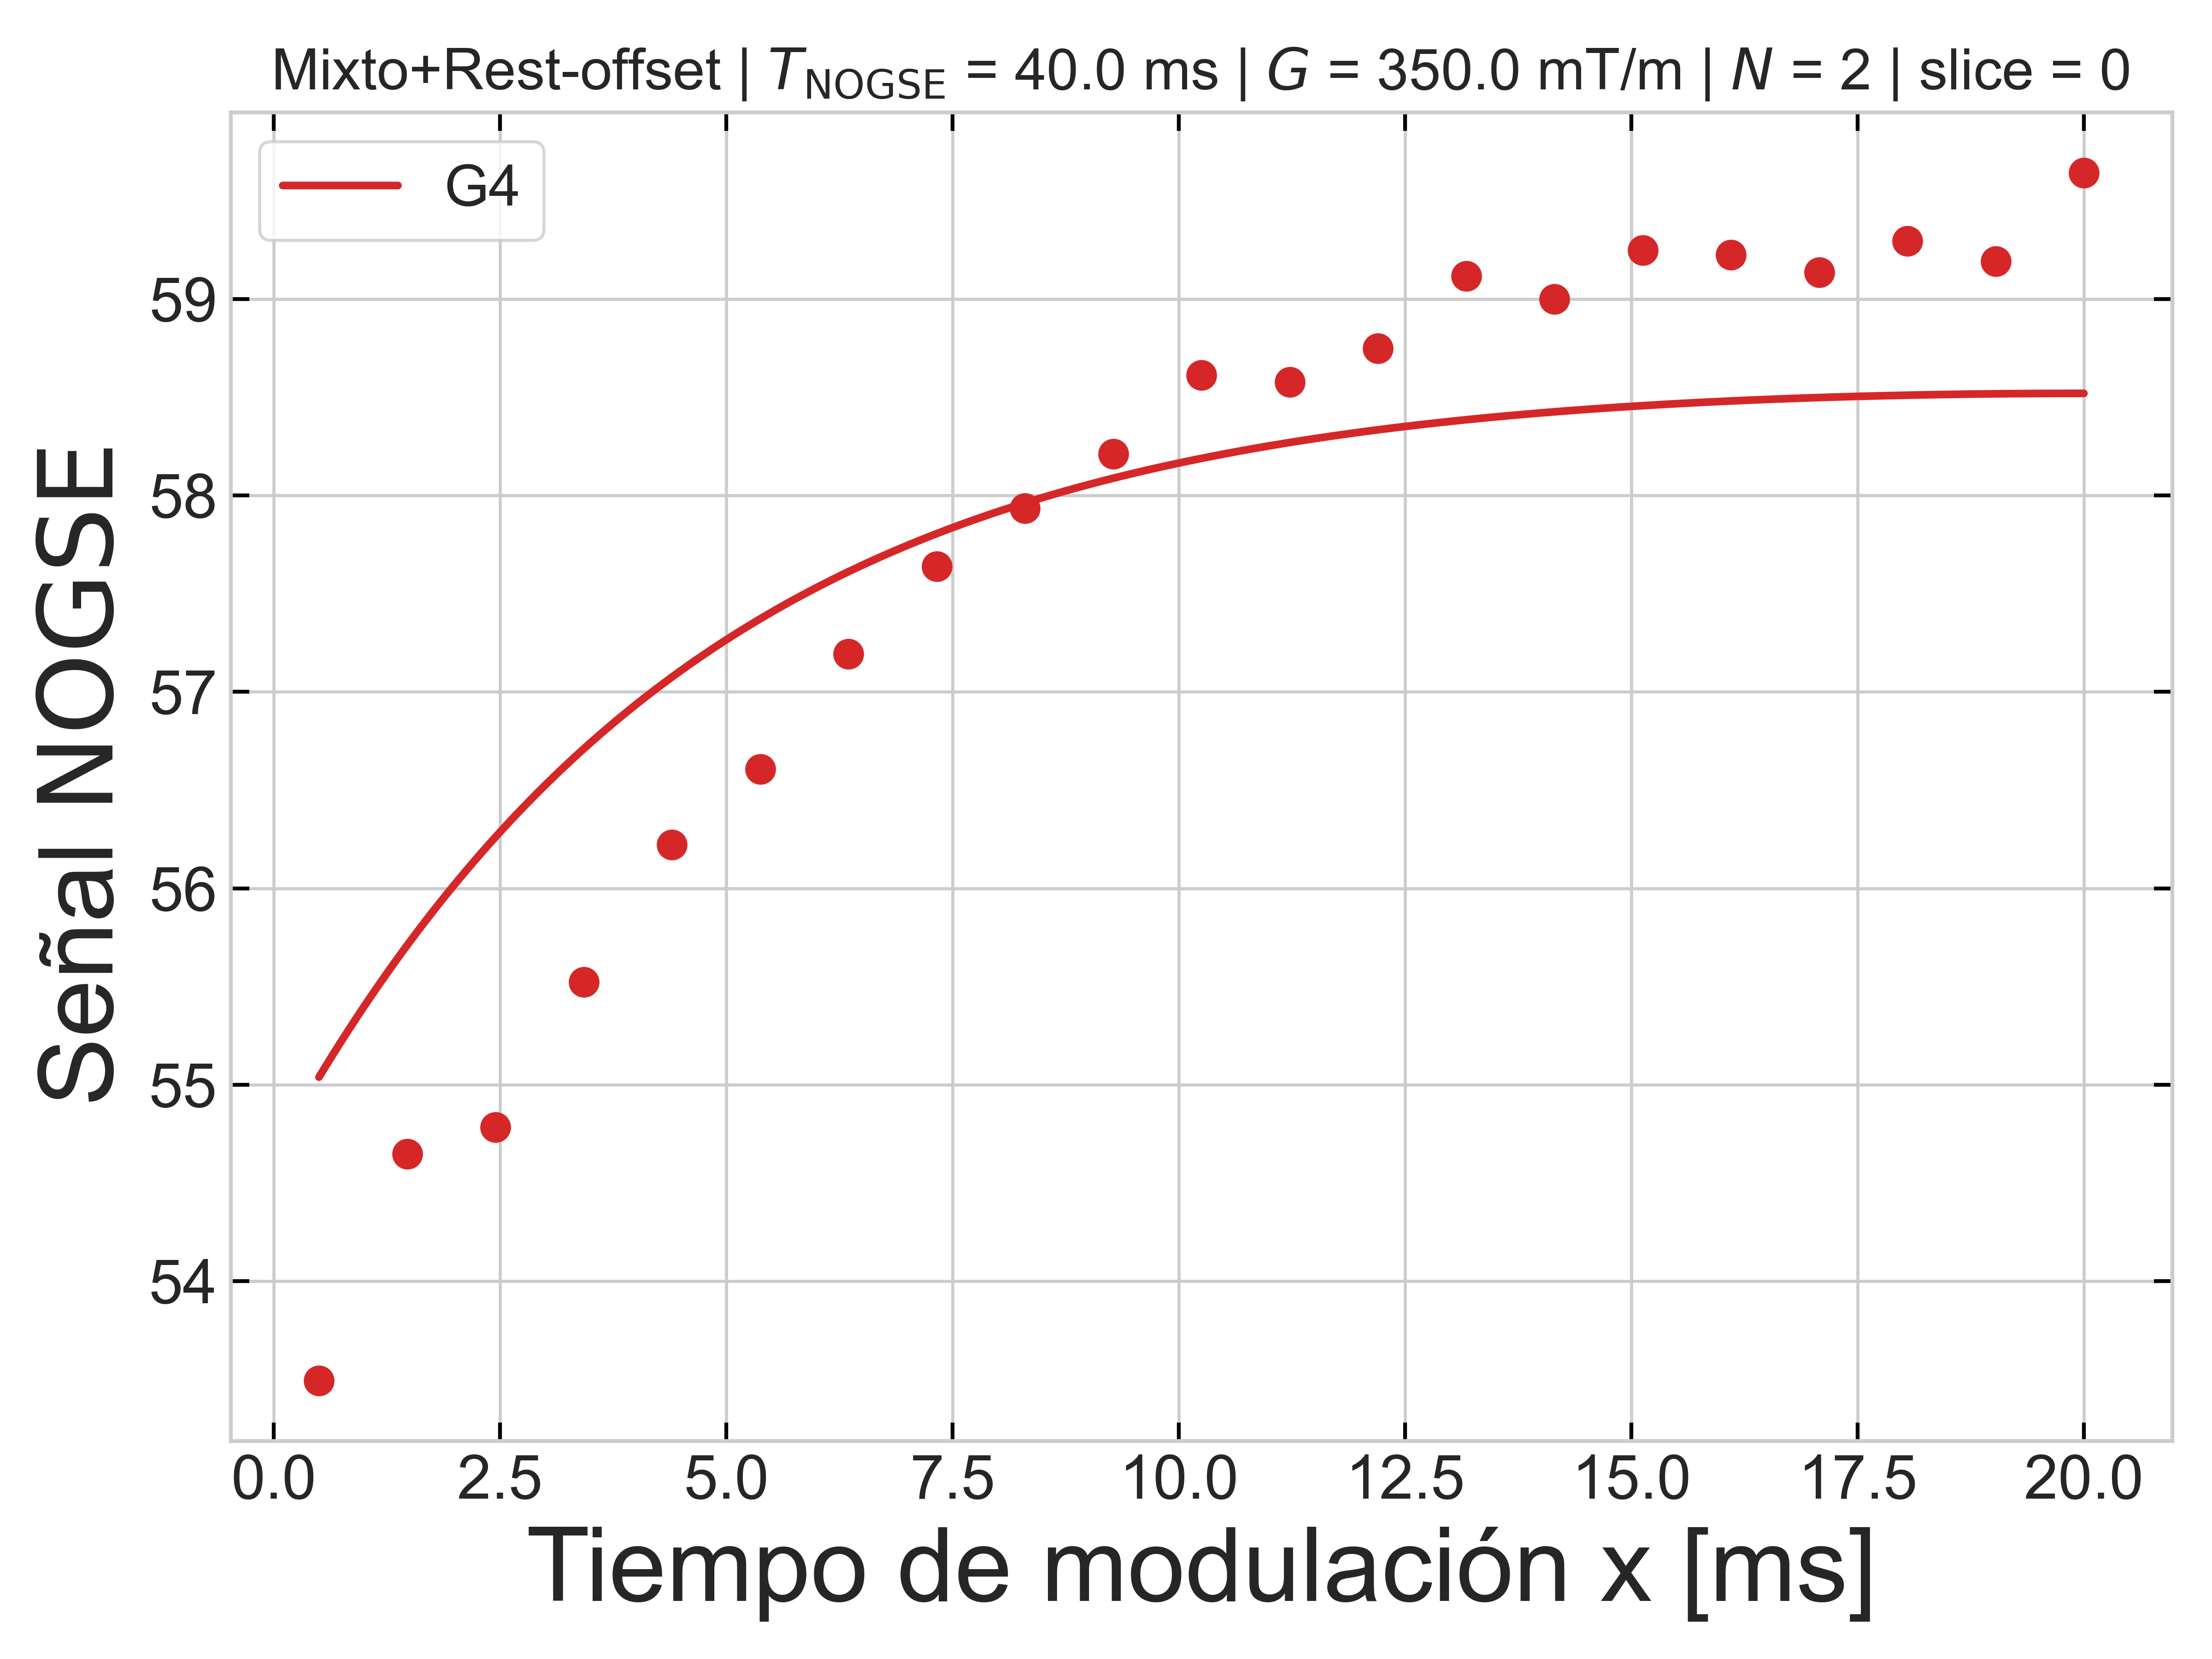 Mixto+Rest-offset | T_NOGSE = 40.0 ms | G = 350.0 mT/m | N = 2 | slice = 0
G4
59
58
57
56
55
54
Señal NOGSE
0.0 2.5 5.0 7.5 10.0 12.5 15.0 17.5 20.0
Tiempo de modulación x [ms]